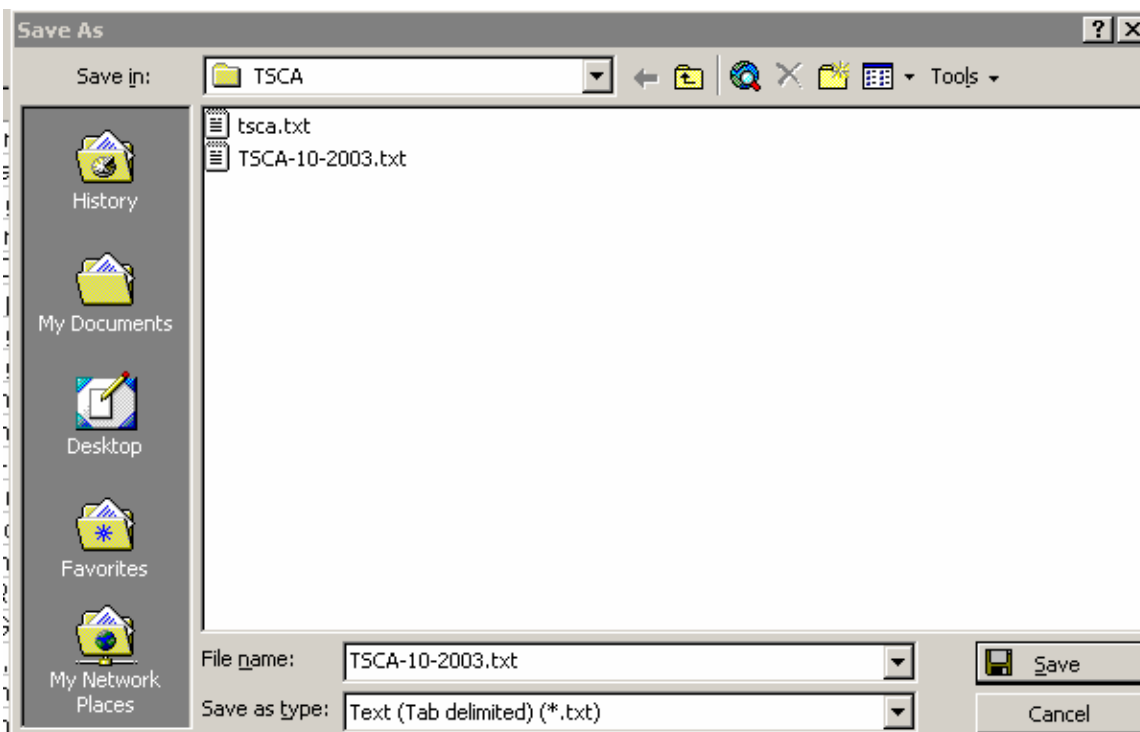 Save As
Save in: TSCA Tools
tsca.txt
TSCA-10-2003.txt
History
My Documents
Desktop
Favorites
My Network
Places
File name: TSCA-10-2003.txt Save
Save as type: Text (Tab delimited) (*.txt) Cancel